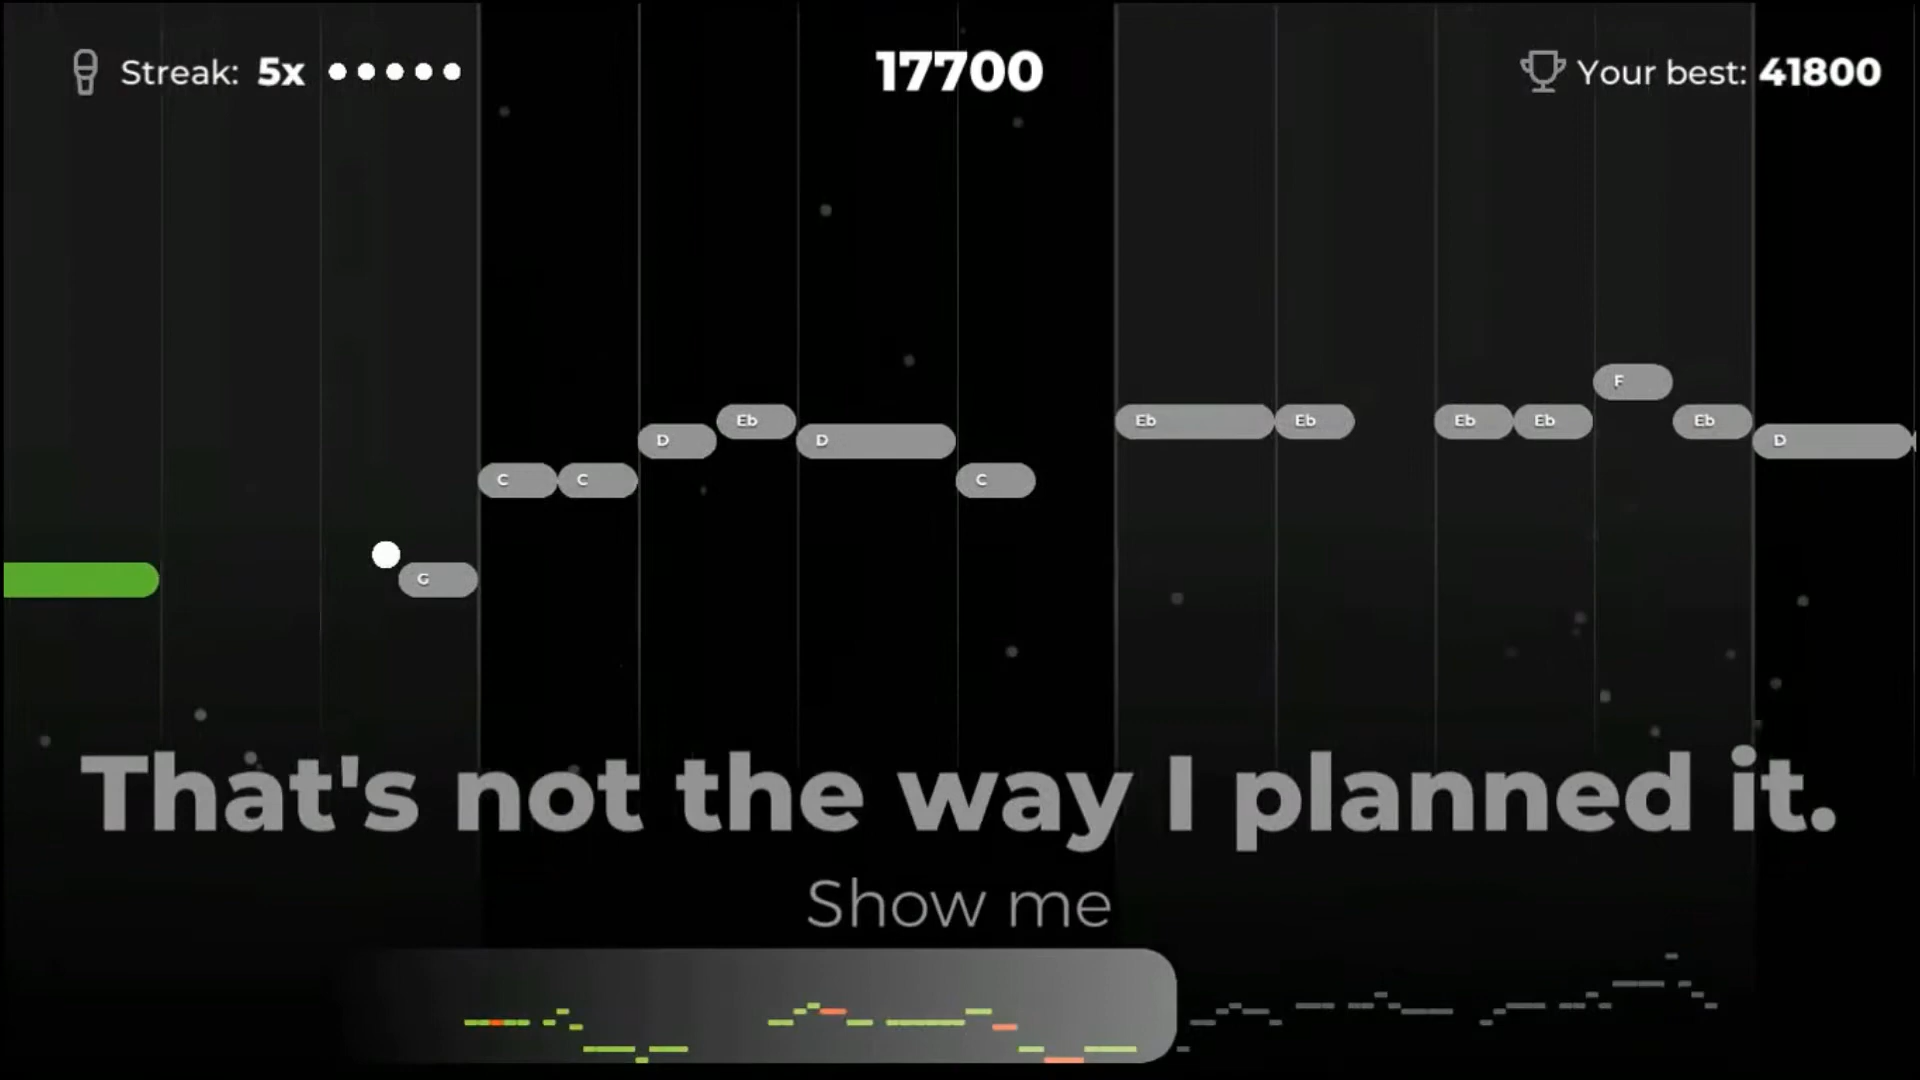 Streak: 5x
17700
Your best: 41800
F
Eb Eb Eb Eb Eb Eb
D D D
C C C
G
That's not the way I planned it.
Show me